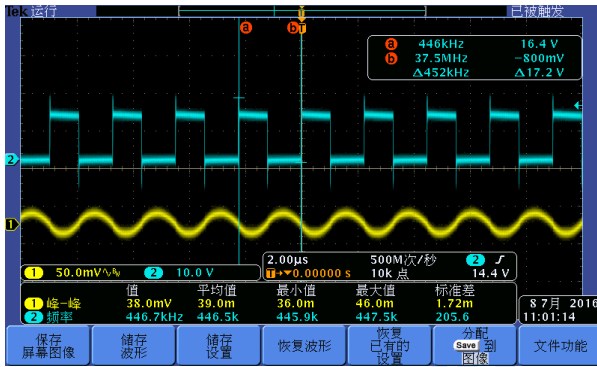 Tek 运行 已被触发
a b T
a 446kHz 16.4 V
b 37.5MHz −800mV
Δ452kHz Δ17.2 V
2
1
1 50.0mV 2 10.0 V
2.00µs 500M次/秒 2
T→▼0.00000 s 10k 点 14.4 V
值 平均值 最小值 最大值 标准差
1 峰−峰 38.0mV 39.0m 36.0m 46.0m 1.72m
2 频率 446.7kHz 446.5k 445.9k 447.5k 205.6
8 7月 2016
11:01:14
保存
屏幕图像
储存
波形
储存
设置
恢复波形
恢复
已有的
设置
分配
Save 到
图像
文件功能